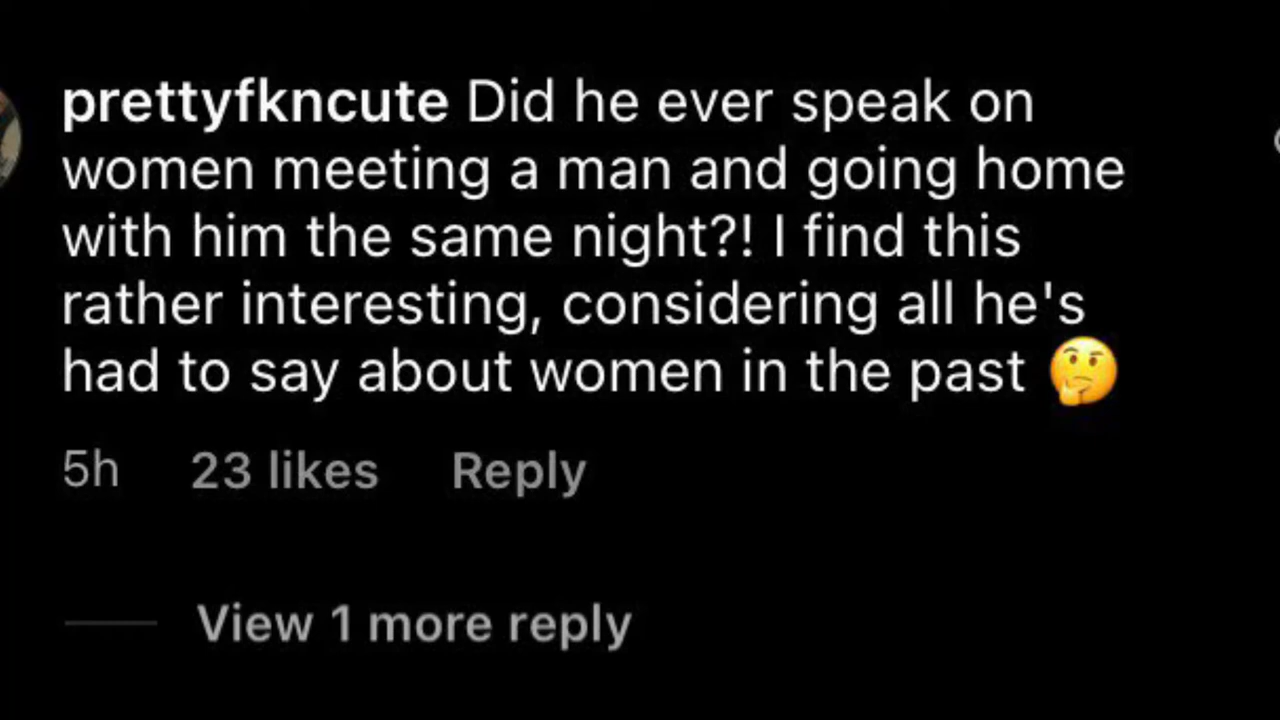 prettyfkncute Did he ever speak on
women meeting a man and going home
with him the same night?! I find this
rather interesting, considering all he's
had to say about women in the past 🤔
5h 23 likes Reply
View 1 more reply